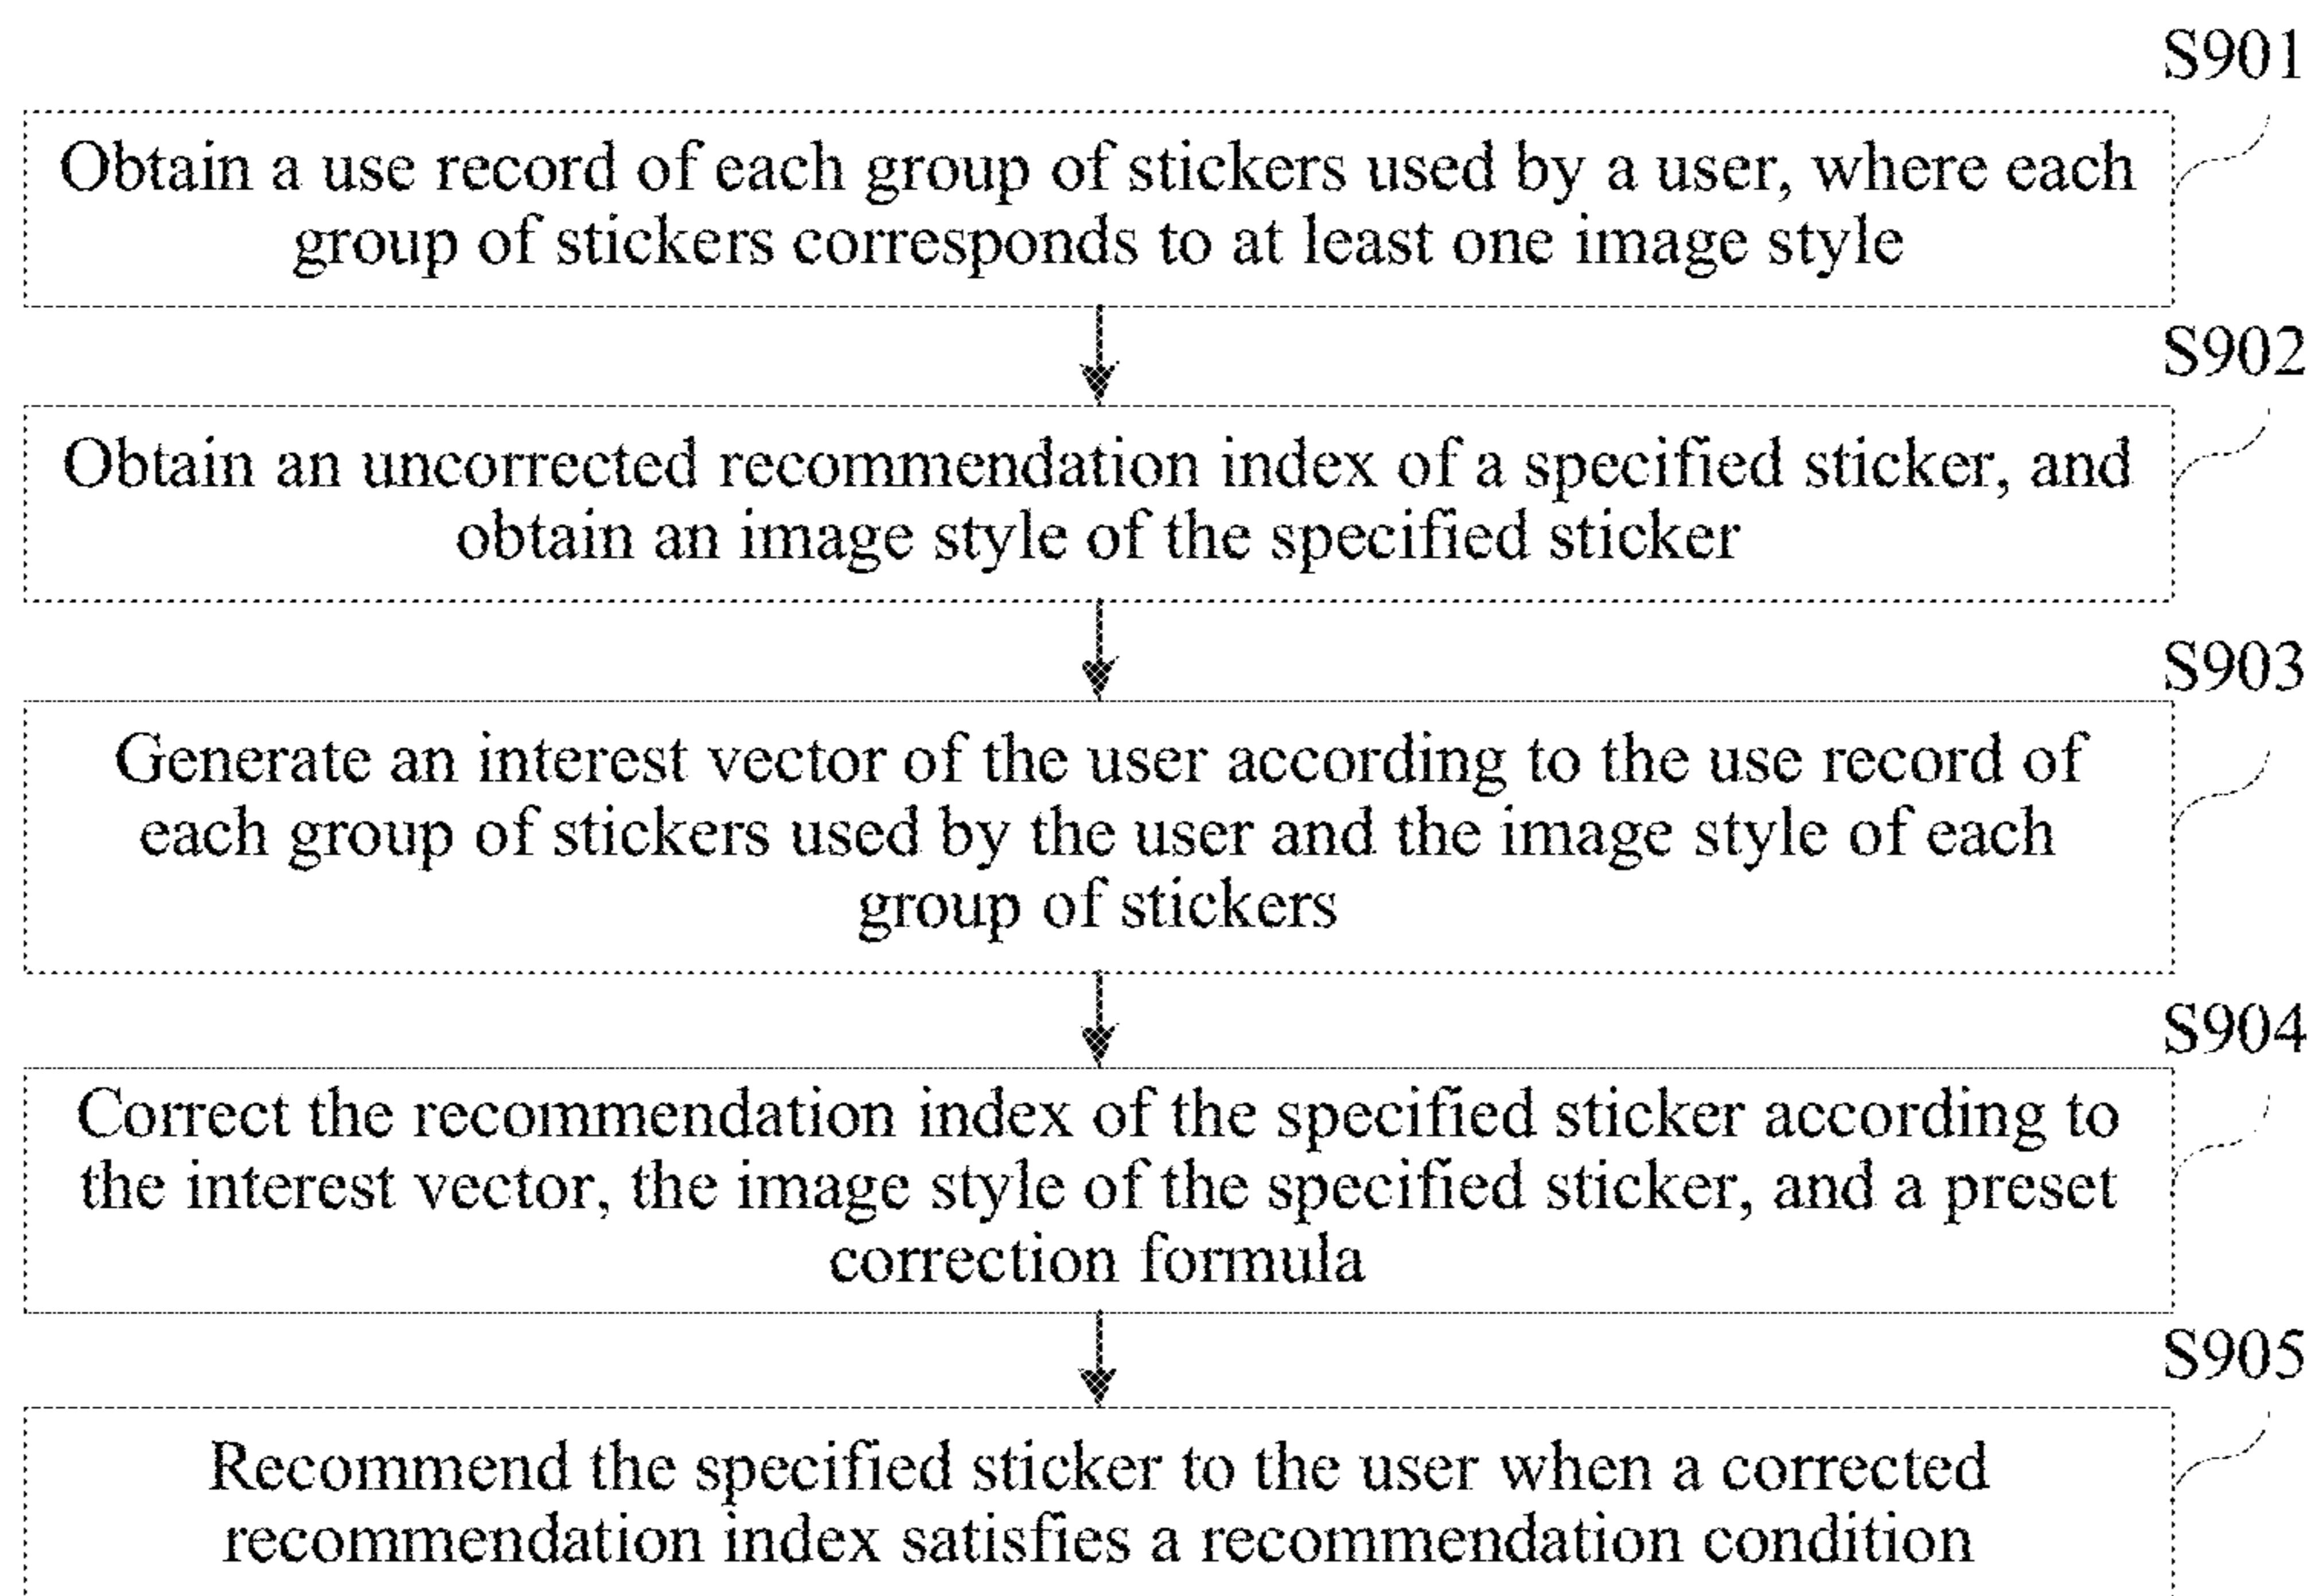 S901
Obtain a use record of each group of stickers used by a user, where each
group of stickers corresponds to at least one image style
S902
Obtain an uncorrected recommendation index of a specified sticker, and
obtain an image style of the specified sticker
S903
Generate an interest vector of the user according to the use record of
each group of stickers used by the user and the image style of each
group of stickers
S904
Correct the recommendation index of the specified sticker according to
the interest vector, the image style of the specified sticker, and a preset
correction formula
S905
Recommend the specified sticker to the user when a corrected
recommendation index satisfies a recommendation condition